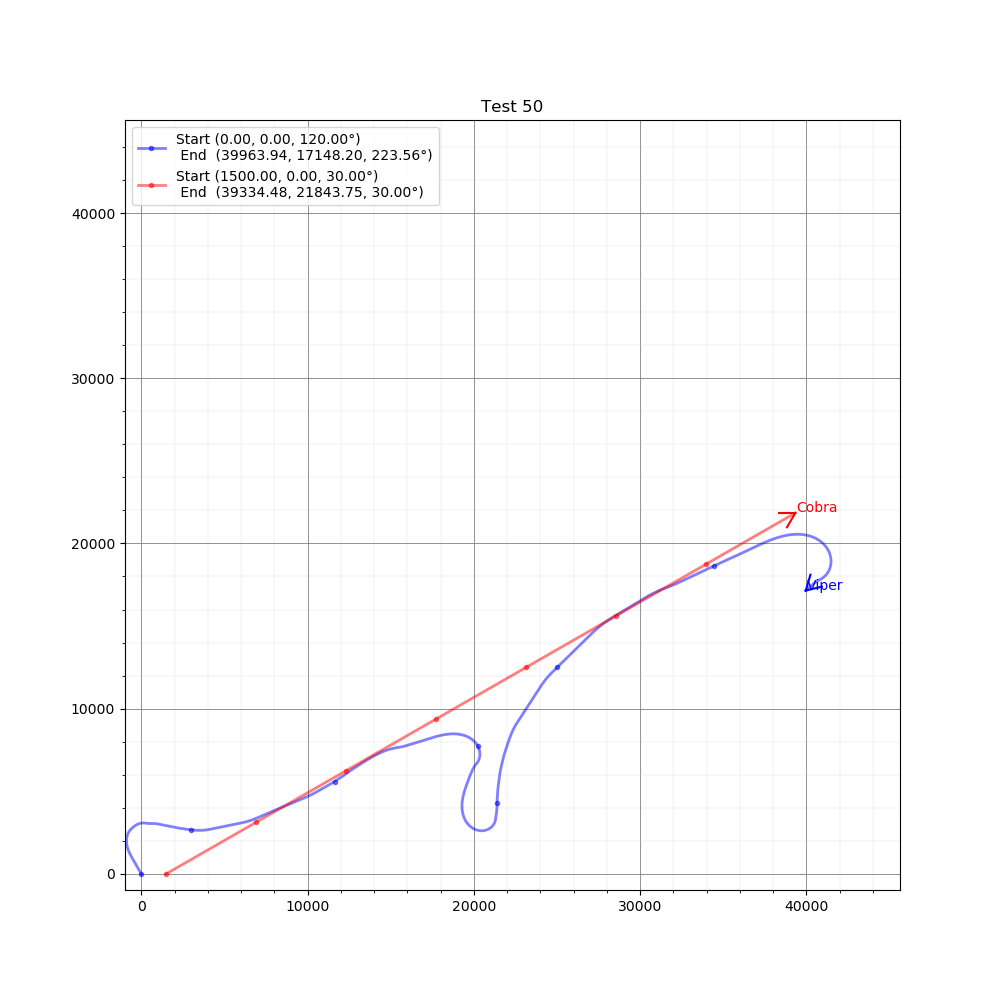 Test 50
Start (0.00, 0.00, 120.00°)
End (39963.94, 17148.20, 223.56°)
Start (1500.00, 0.00, 30.00°)
End (39334.48, 21843.75, 30.00°)
40000
30000
20000
10000
0
Cobra
Viper
0 10000 20000 30000 40000